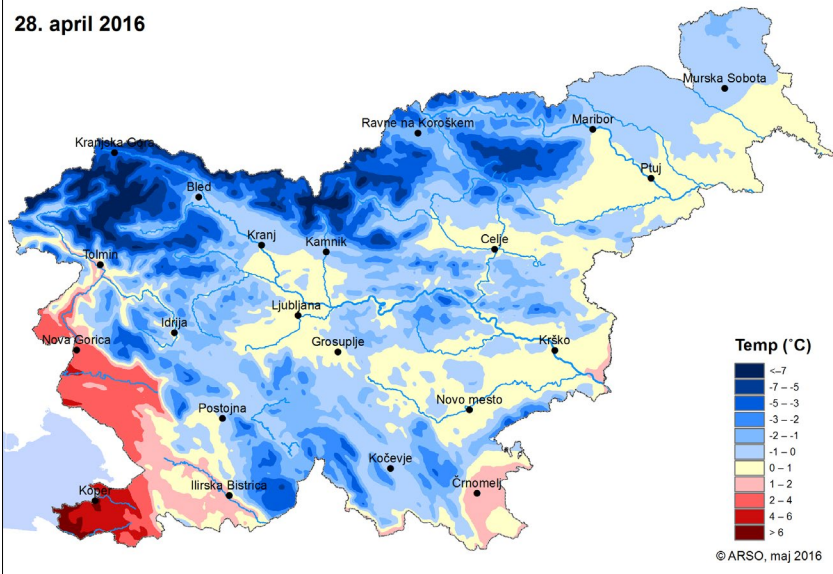 28. april 2016
Murska Sobota
Maribor
Ravne na Koroškem
Kranjska Gora
Ptuj
Bled
Kranj
Kamnik
Celje
Tolmin
Ljubljana
Idrija
Nova Gorica
Grosuplje
Krško
Novo mesto
Postojna
Kočevje
Črnomelj
Ilirska Bistrica
Koper
Temp (˚C)
<-7
-7 - -5
-5 - -3
-3 - -2
-2 - -1
-1 - 0
0 - 1
1 - 2
2 - 4
4 - 6
> 6
© ARSO, maj 2016